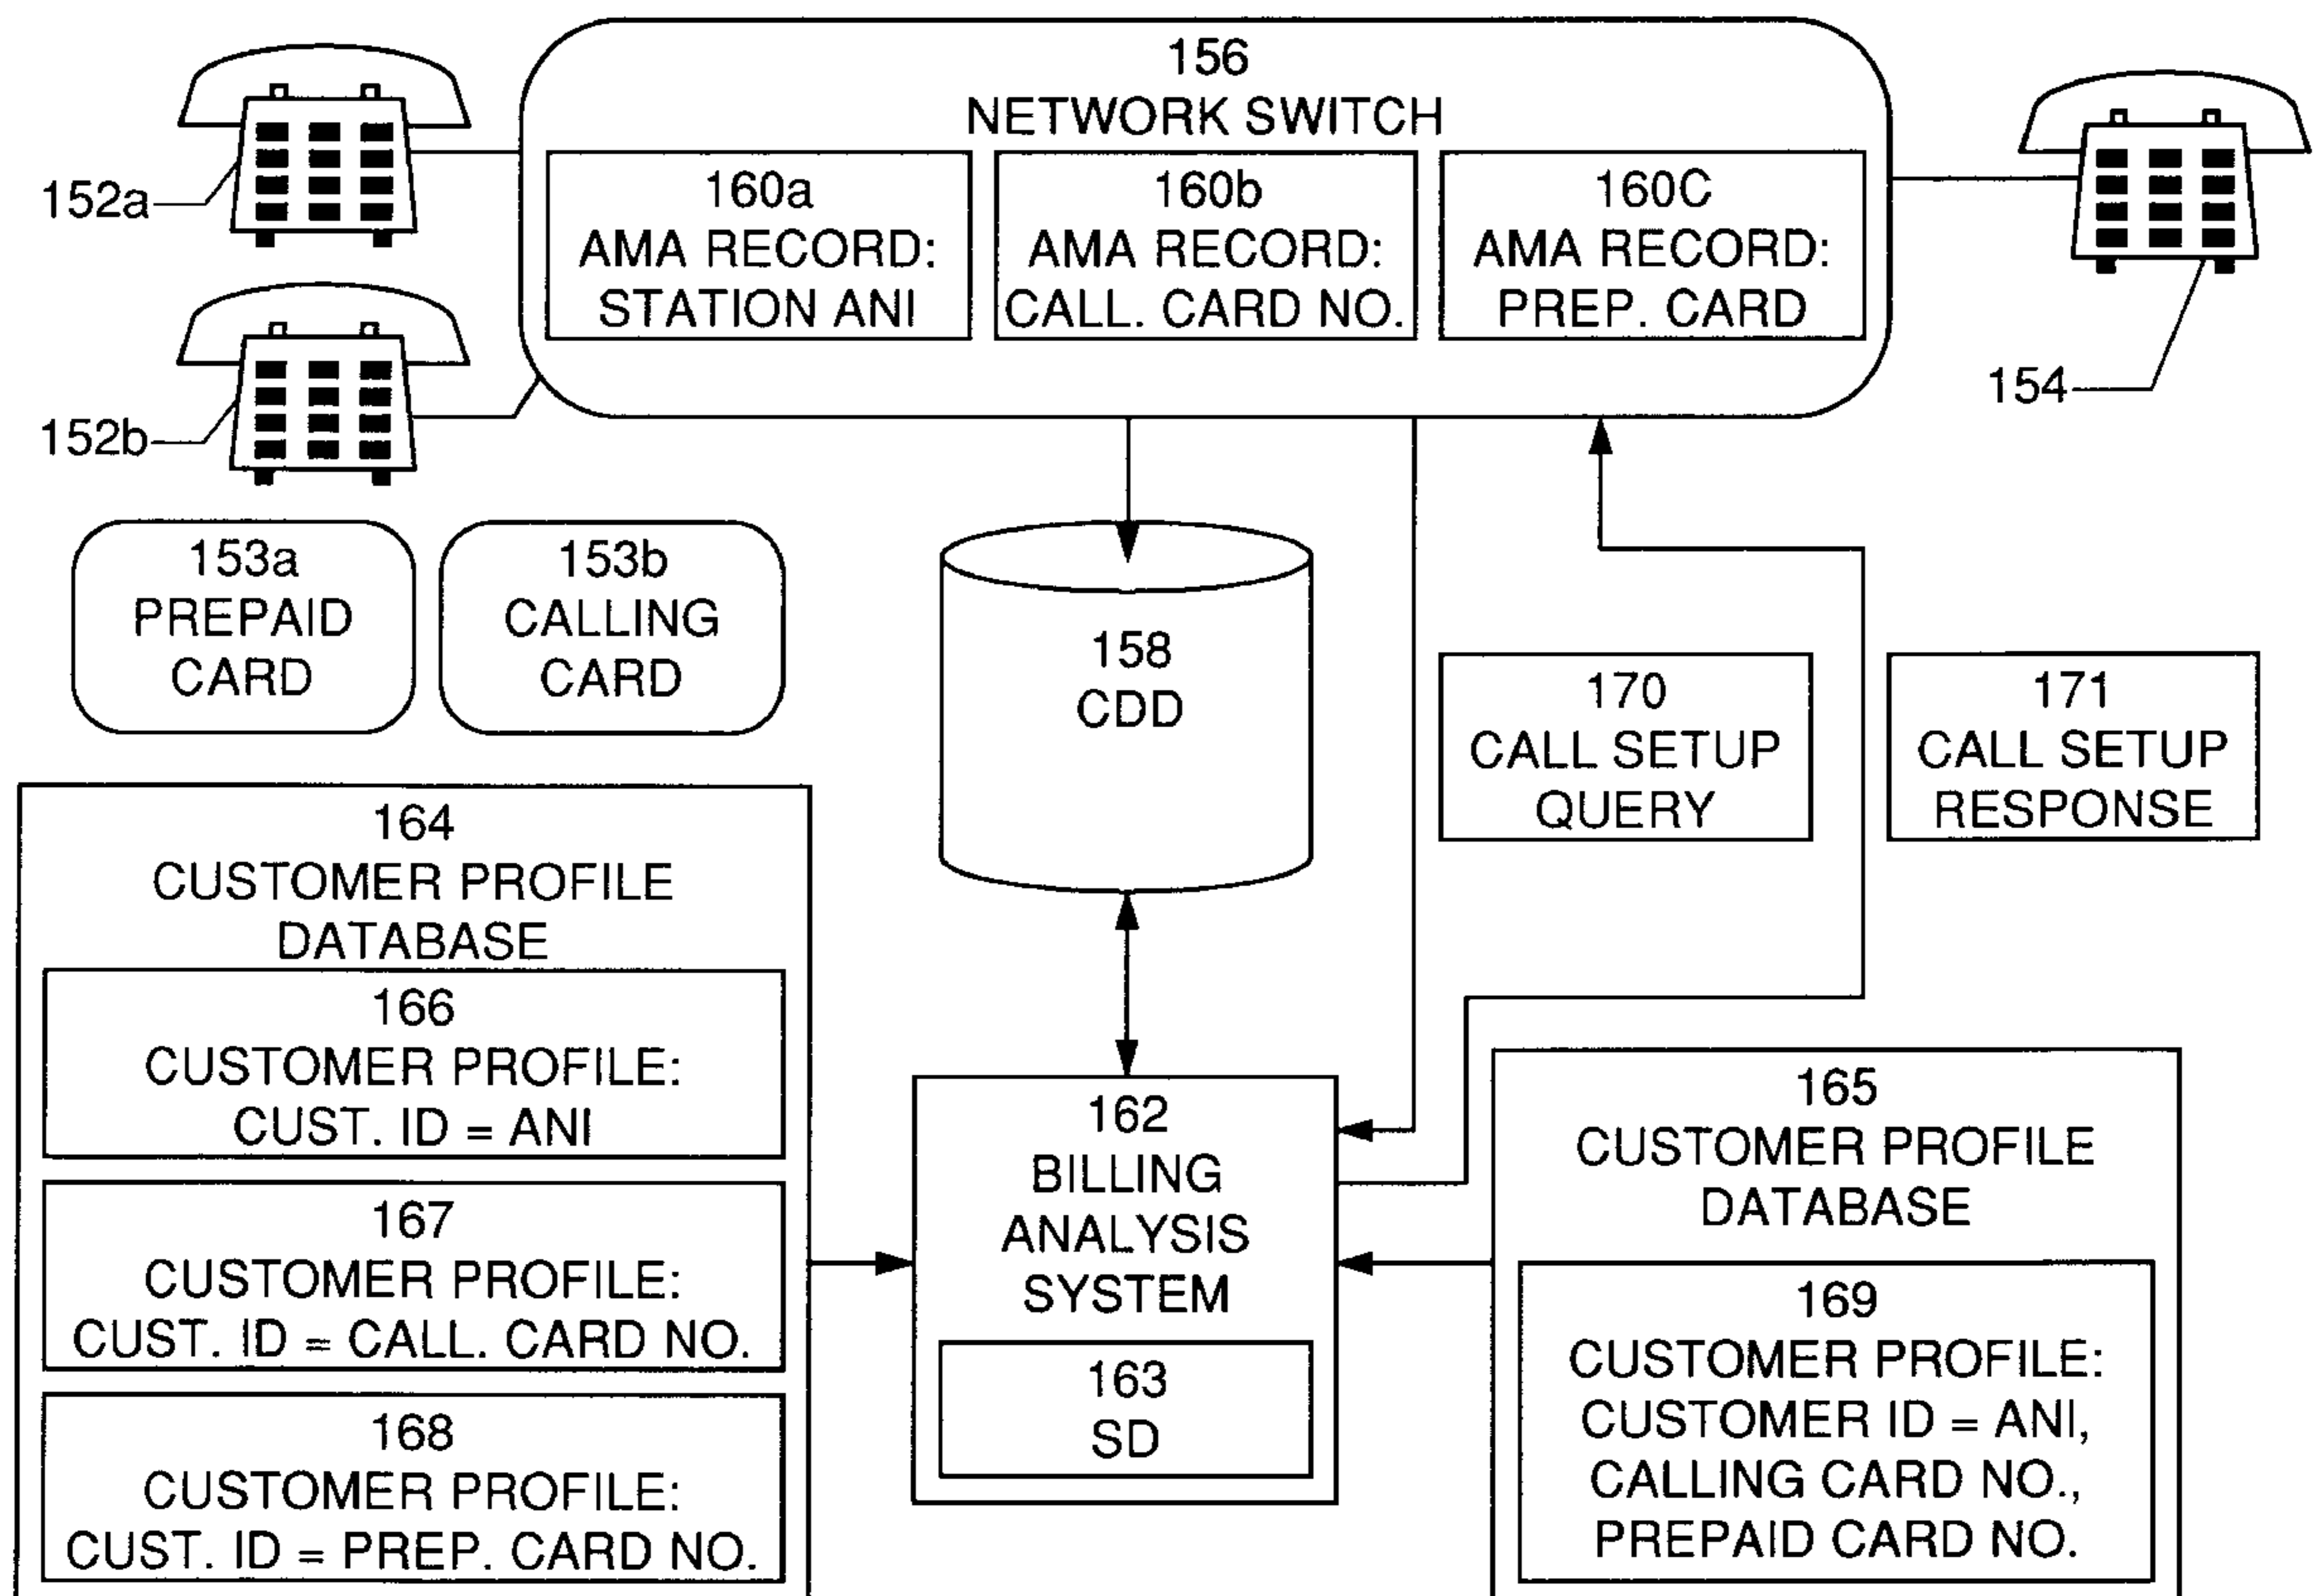 156
NETWORK SWITCH
160a
AMA RECORD:
STATION ANI
160b
AMA RECORD:
CALL. CARD NO.
160C
AMA RECORD:
PREP. CARD
152a
152b
154
153a
PREPAID
CARD
153b
CALLING
CARD
158
CDD
170
CALL SETUP
QUERY
171
CALL SETUP
RESPONSE
164
CUSTOMER PROFILE
DATABASE
166
CUSTOMER PROFILE:
CUST. ID = ANI
167
CUSTOMER PROFILE:
CUST. ID = CALL. CARD NO.
168
CUSTOMER PROFILE:
CUST. ID = PREP. CARD NO.
162
BILLING
ANALYSIS
SYSTEM
163
SD
165
CUSTOMER PROFILE
DATABASE
169
CUSTOMER PROFILE:
CUSTOMER ID = ANI,
CALLING CARD NO.,
PREPAID CARD NO.